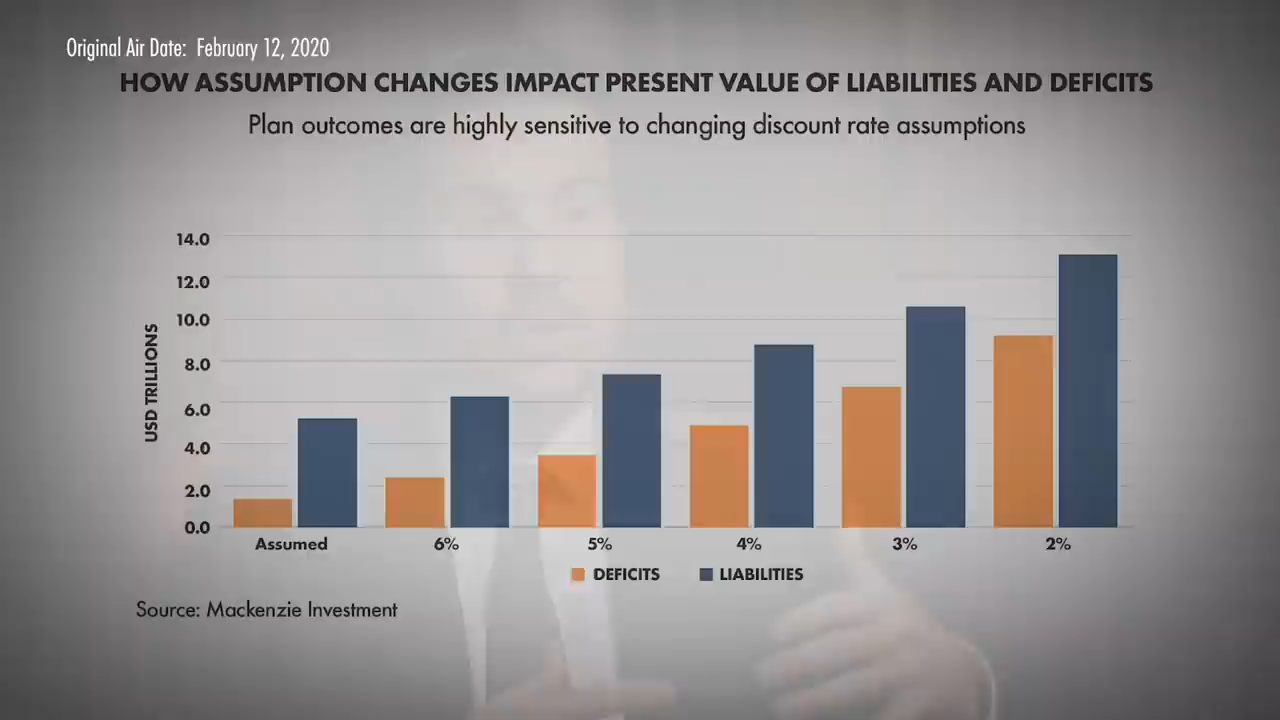 Original Air Date: February 12, 2020
HOW ASSUMPTION CHANGES IMPACT PRESENT VALUE OF LIABILITIES AND DEFICITS
Plan outcomes are highly sensitive to changing discount rate assumptions
14.0
12.0
10.0
8.0
6.0
4.0
2.0
0.0
USD TRILLIONS
Assumed 6% 5% 4% 3% 2%
DEFICITS LIABILITIES
Source: Mackenzie Investment